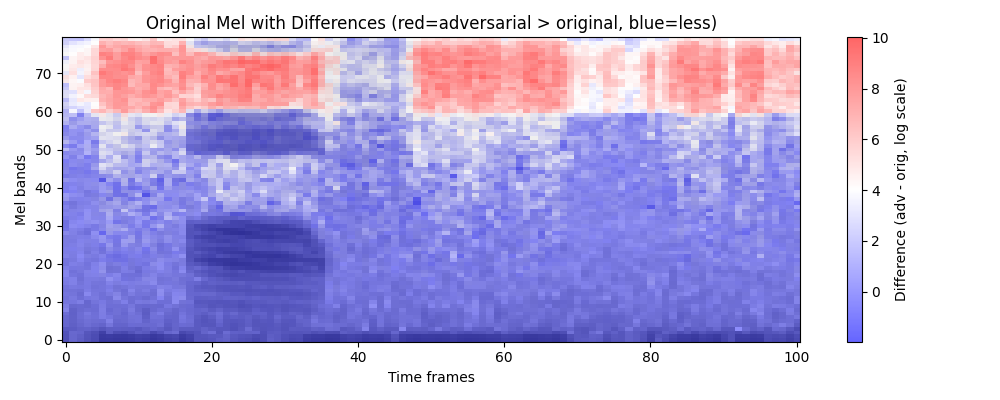 Original Mel with Differences (red=adversarial > original, blue=less)
Mel bands
70
60
50
40
30
20
10
0
0 20 40 60 80 100
Time frames
10
8
6
4
2
0
Difference (adv - orig, log scale)